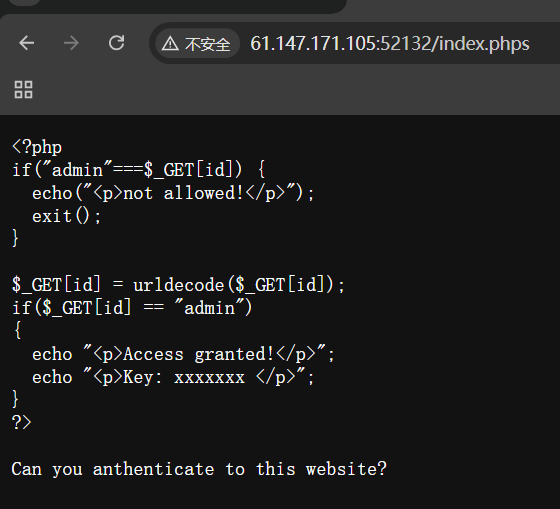 不安全 61.147.171.105:52132/index.phps
<?php
if("admin"===$_GET[id]) {
  echo("<p>not allowed!</p>");
  exit();
}
$_GET[id] = urldecode($_GET[id]);
if($_GET[id] == "admin")
{
  echo "<p>Access granted!</p>";
  echo "<p>Key: xxxxxxx </p>";
}
?>
Can you anthenticate to this website?